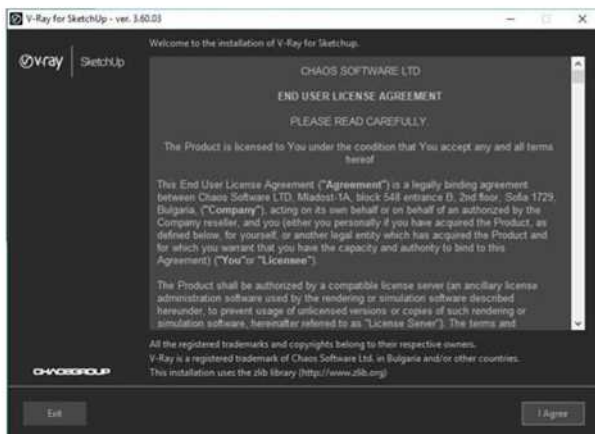 V-Ray for SketchUp - ver. 3.60.03
v-ray SketchUp
Welcome to the installation of V-Ray for Sketchup.
CHAOS SOFTWARE LTD
END USER LICENSE AGREEMENT
PLEASE READ CAREFULLY.
The Product is licensed to You under the condition that You accept any and all terms
hereof
This End User License Agreement ("Agreement") is a legally binding agreement
between Chaos Software LTD, Mladost-1A, block 548 entrance B, 2nd floor, Sofia 1729,
Bulgaria, ("Company"), acting on its own behalf or on behalf of an authorized by the
Company reseller, and you (either you personally if you have acquired the Product, as
defined below, for yourself, or another legal entity which has acquired the Product and
for which you warrant that you have the capacity and authority to bind to this
Agreement) ("You"or "Licensee").
The Product shall be authorized by a compatible license server (an ancillary license
administration software used by the rendering or simulation software described
hereunder, to prevent usage of unlicensed versions or copies of such rendering or
simulation software, hereinafter referred to as "License Server"). The terms and
All the registered trademarks and copyrights belong to their respective owners.
V-Ray is a registered trademark of Chaos Software Ltd. in Bulgaria and/or other countries.
This installation uses the zlib library (http://www.zlib.org)
CHAOSGROUP
Exit
I Agree